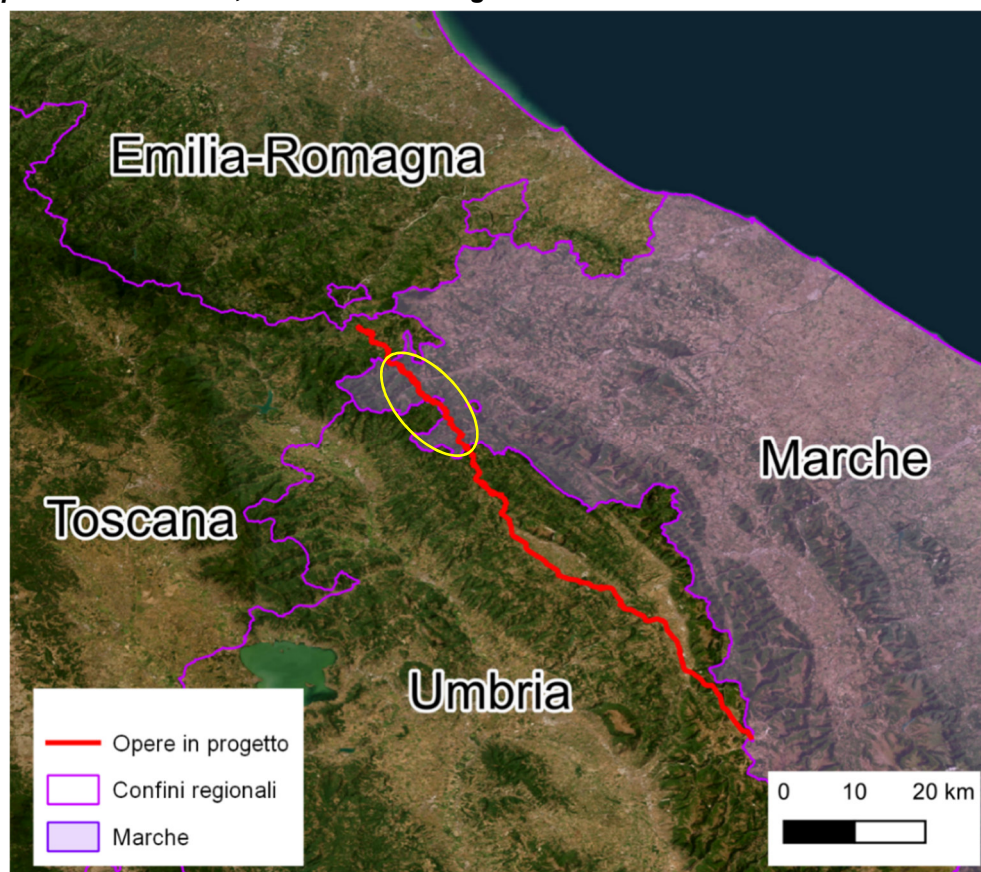 Emilia-Romagna
Marche
Toscana
Umbria
Opere in progetto
Confini regionali
Marche
0 10 20 km